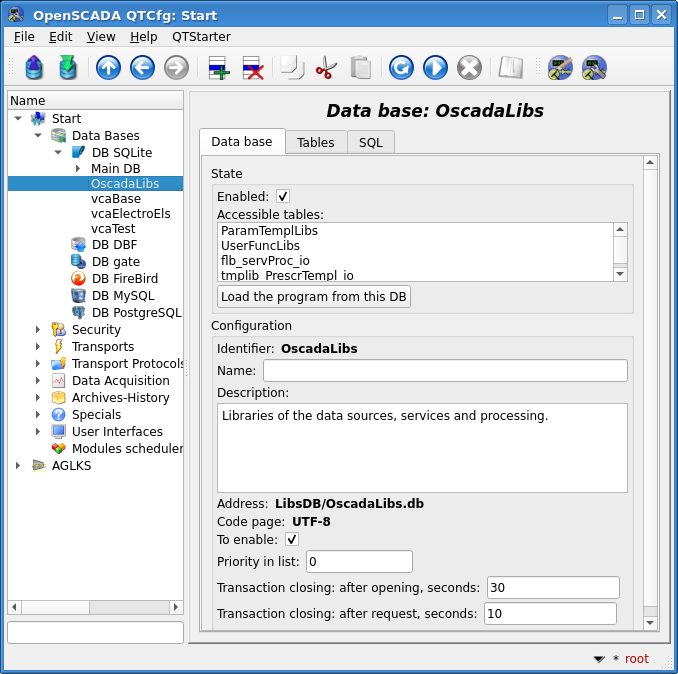 OpenSCADA QTCfg: Start
File Edit View Help QTStarter
Name
Start
Data Bases
DB SQLite
Main DB
OscadaLibs
vcaBase
vcaElectroEls
vcaTest
DB DBF
DB gate
DB FireBird
DB MySQL
DB PostgreSQL
Security
Transports
Transport Protocols
Data Acquisition
Archives-History
Specials
User Interfaces
Modules scheduler
AGLKS
Data base: OscadaLibs
Data base Tables SQL
State
Enabled:
Accessible tables:
ParamTemplLibs
UserFuncLibs
flb_servProc_io
tmplib_PrescrTempl_io
Load the program from this DB
Configuration
Identifier: OscadaLibs
Name:
Description:
Libraries of the data sources, services and processing.
Address: LibsDB/OscadaLibs.db
Code page: UTF-8
To enable:
Priority in list: 0
Transaction closing: after opening, seconds: 30
Transaction closing: after request, seconds: 10
* root